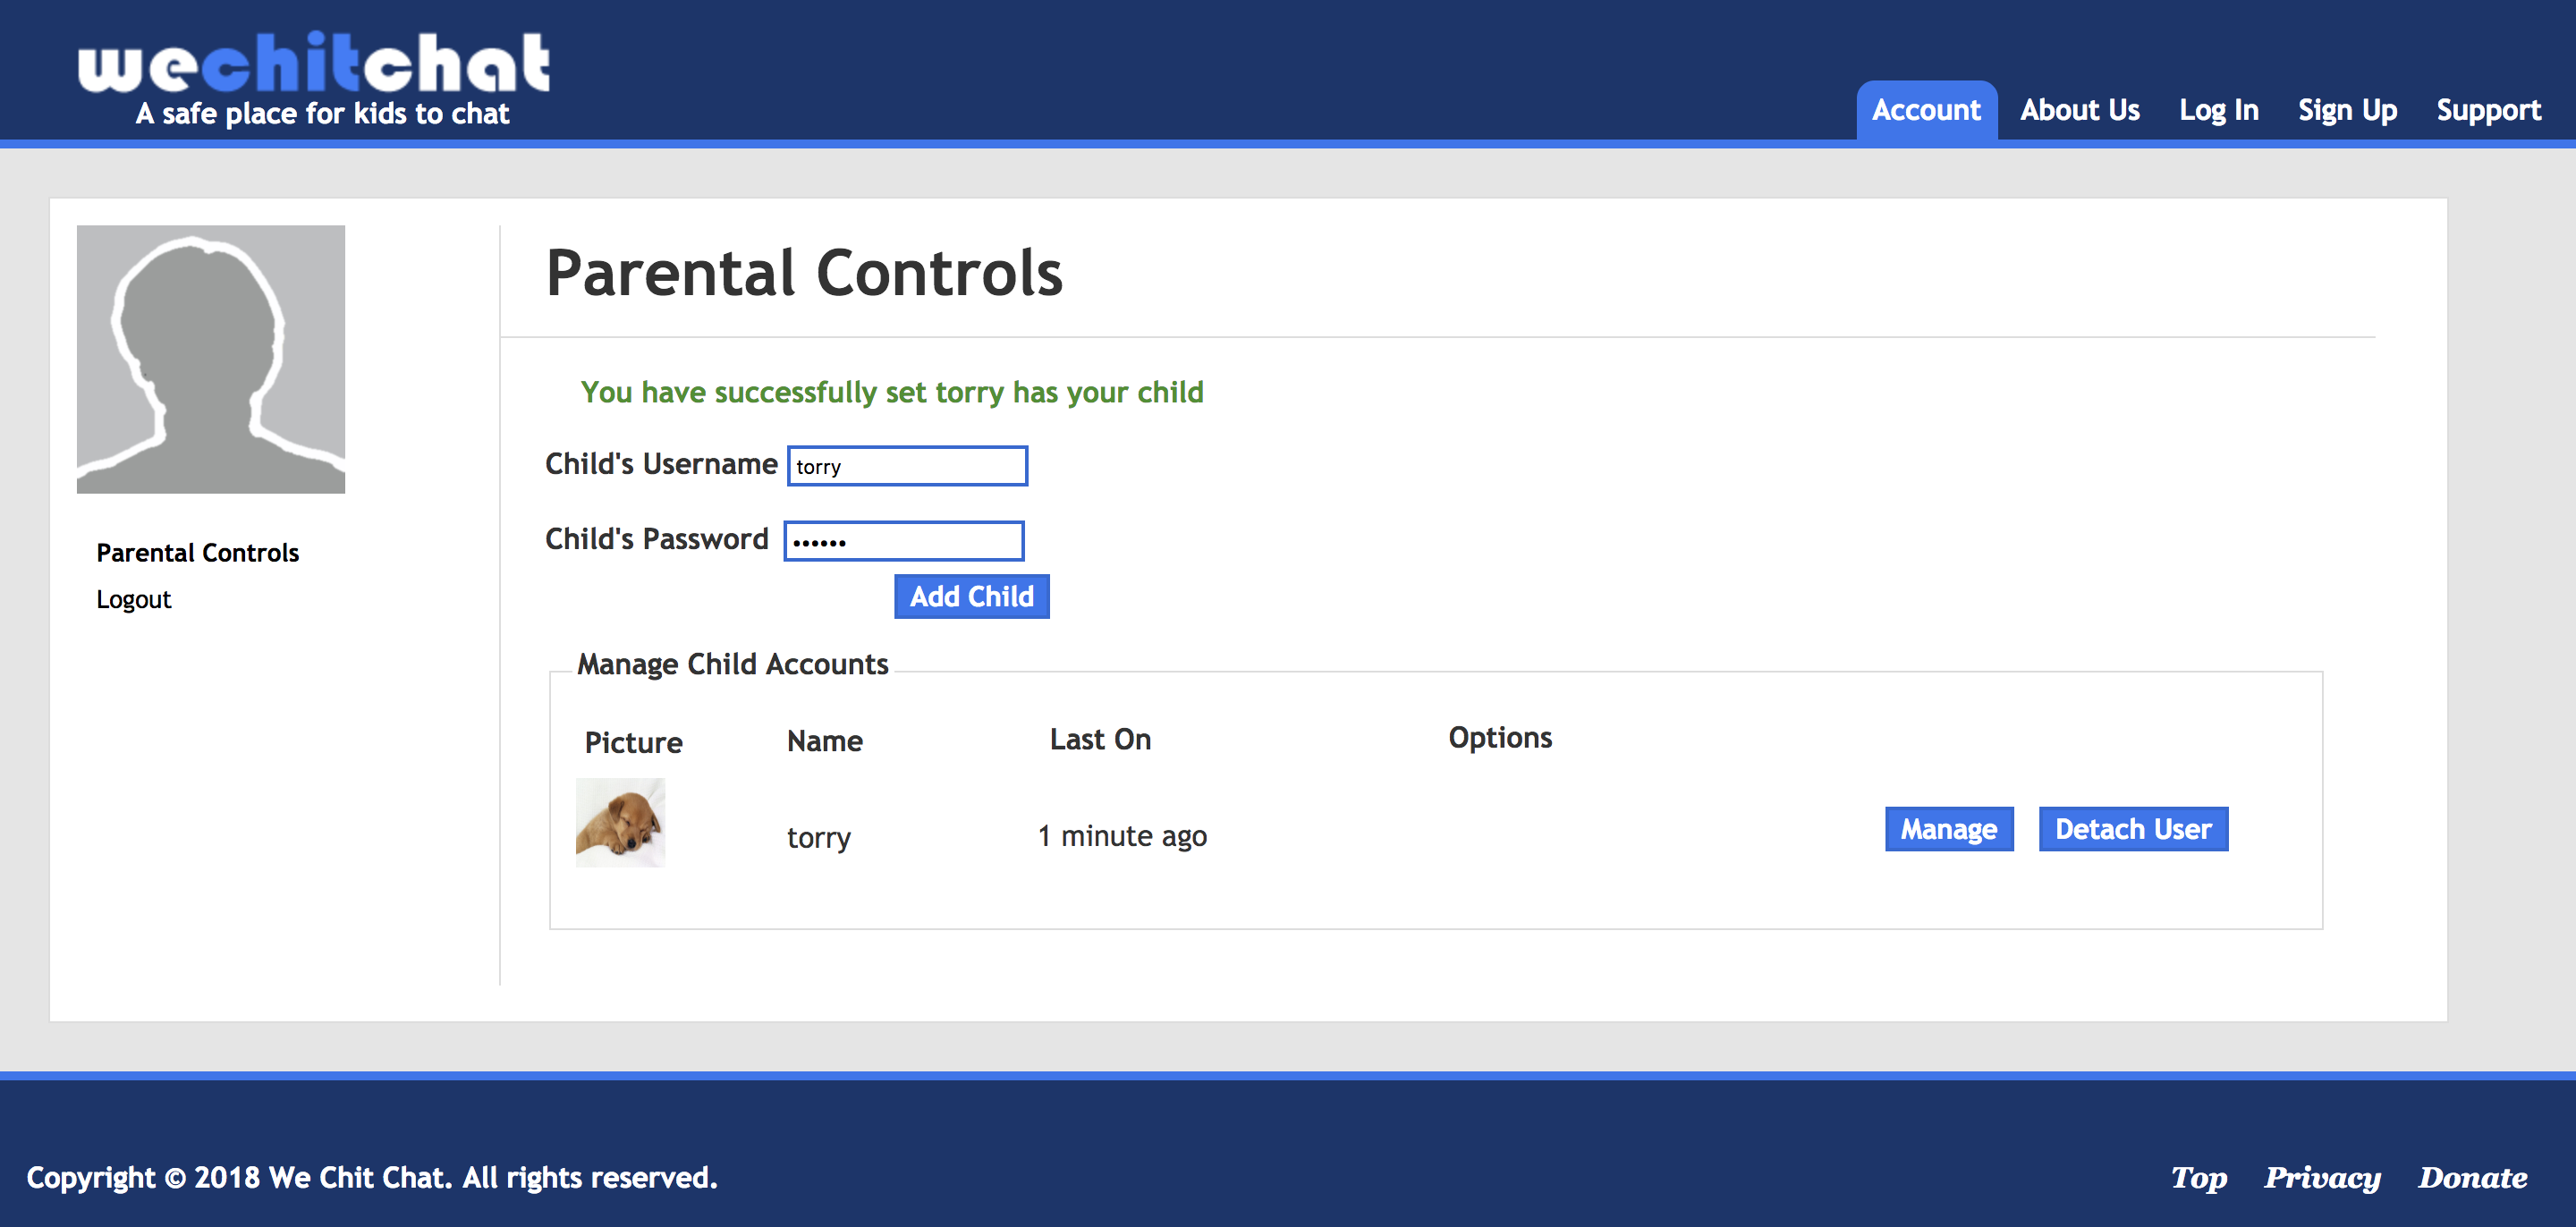 wechitchat
A safe place for kids to chat
Account About Us Log In Sign Up Support
Parental Controls
You have successfully set torry has your child
Child's Username torry
Child's Password ••••••
Add Child
Parental Controls
Logout
Manage Child Accounts
Picture Name Last On Options
torry 1 minute ago Manage Detach User
Copyright © 2018 We Chit Chat. All rights reserved.
Top Privacy Donate